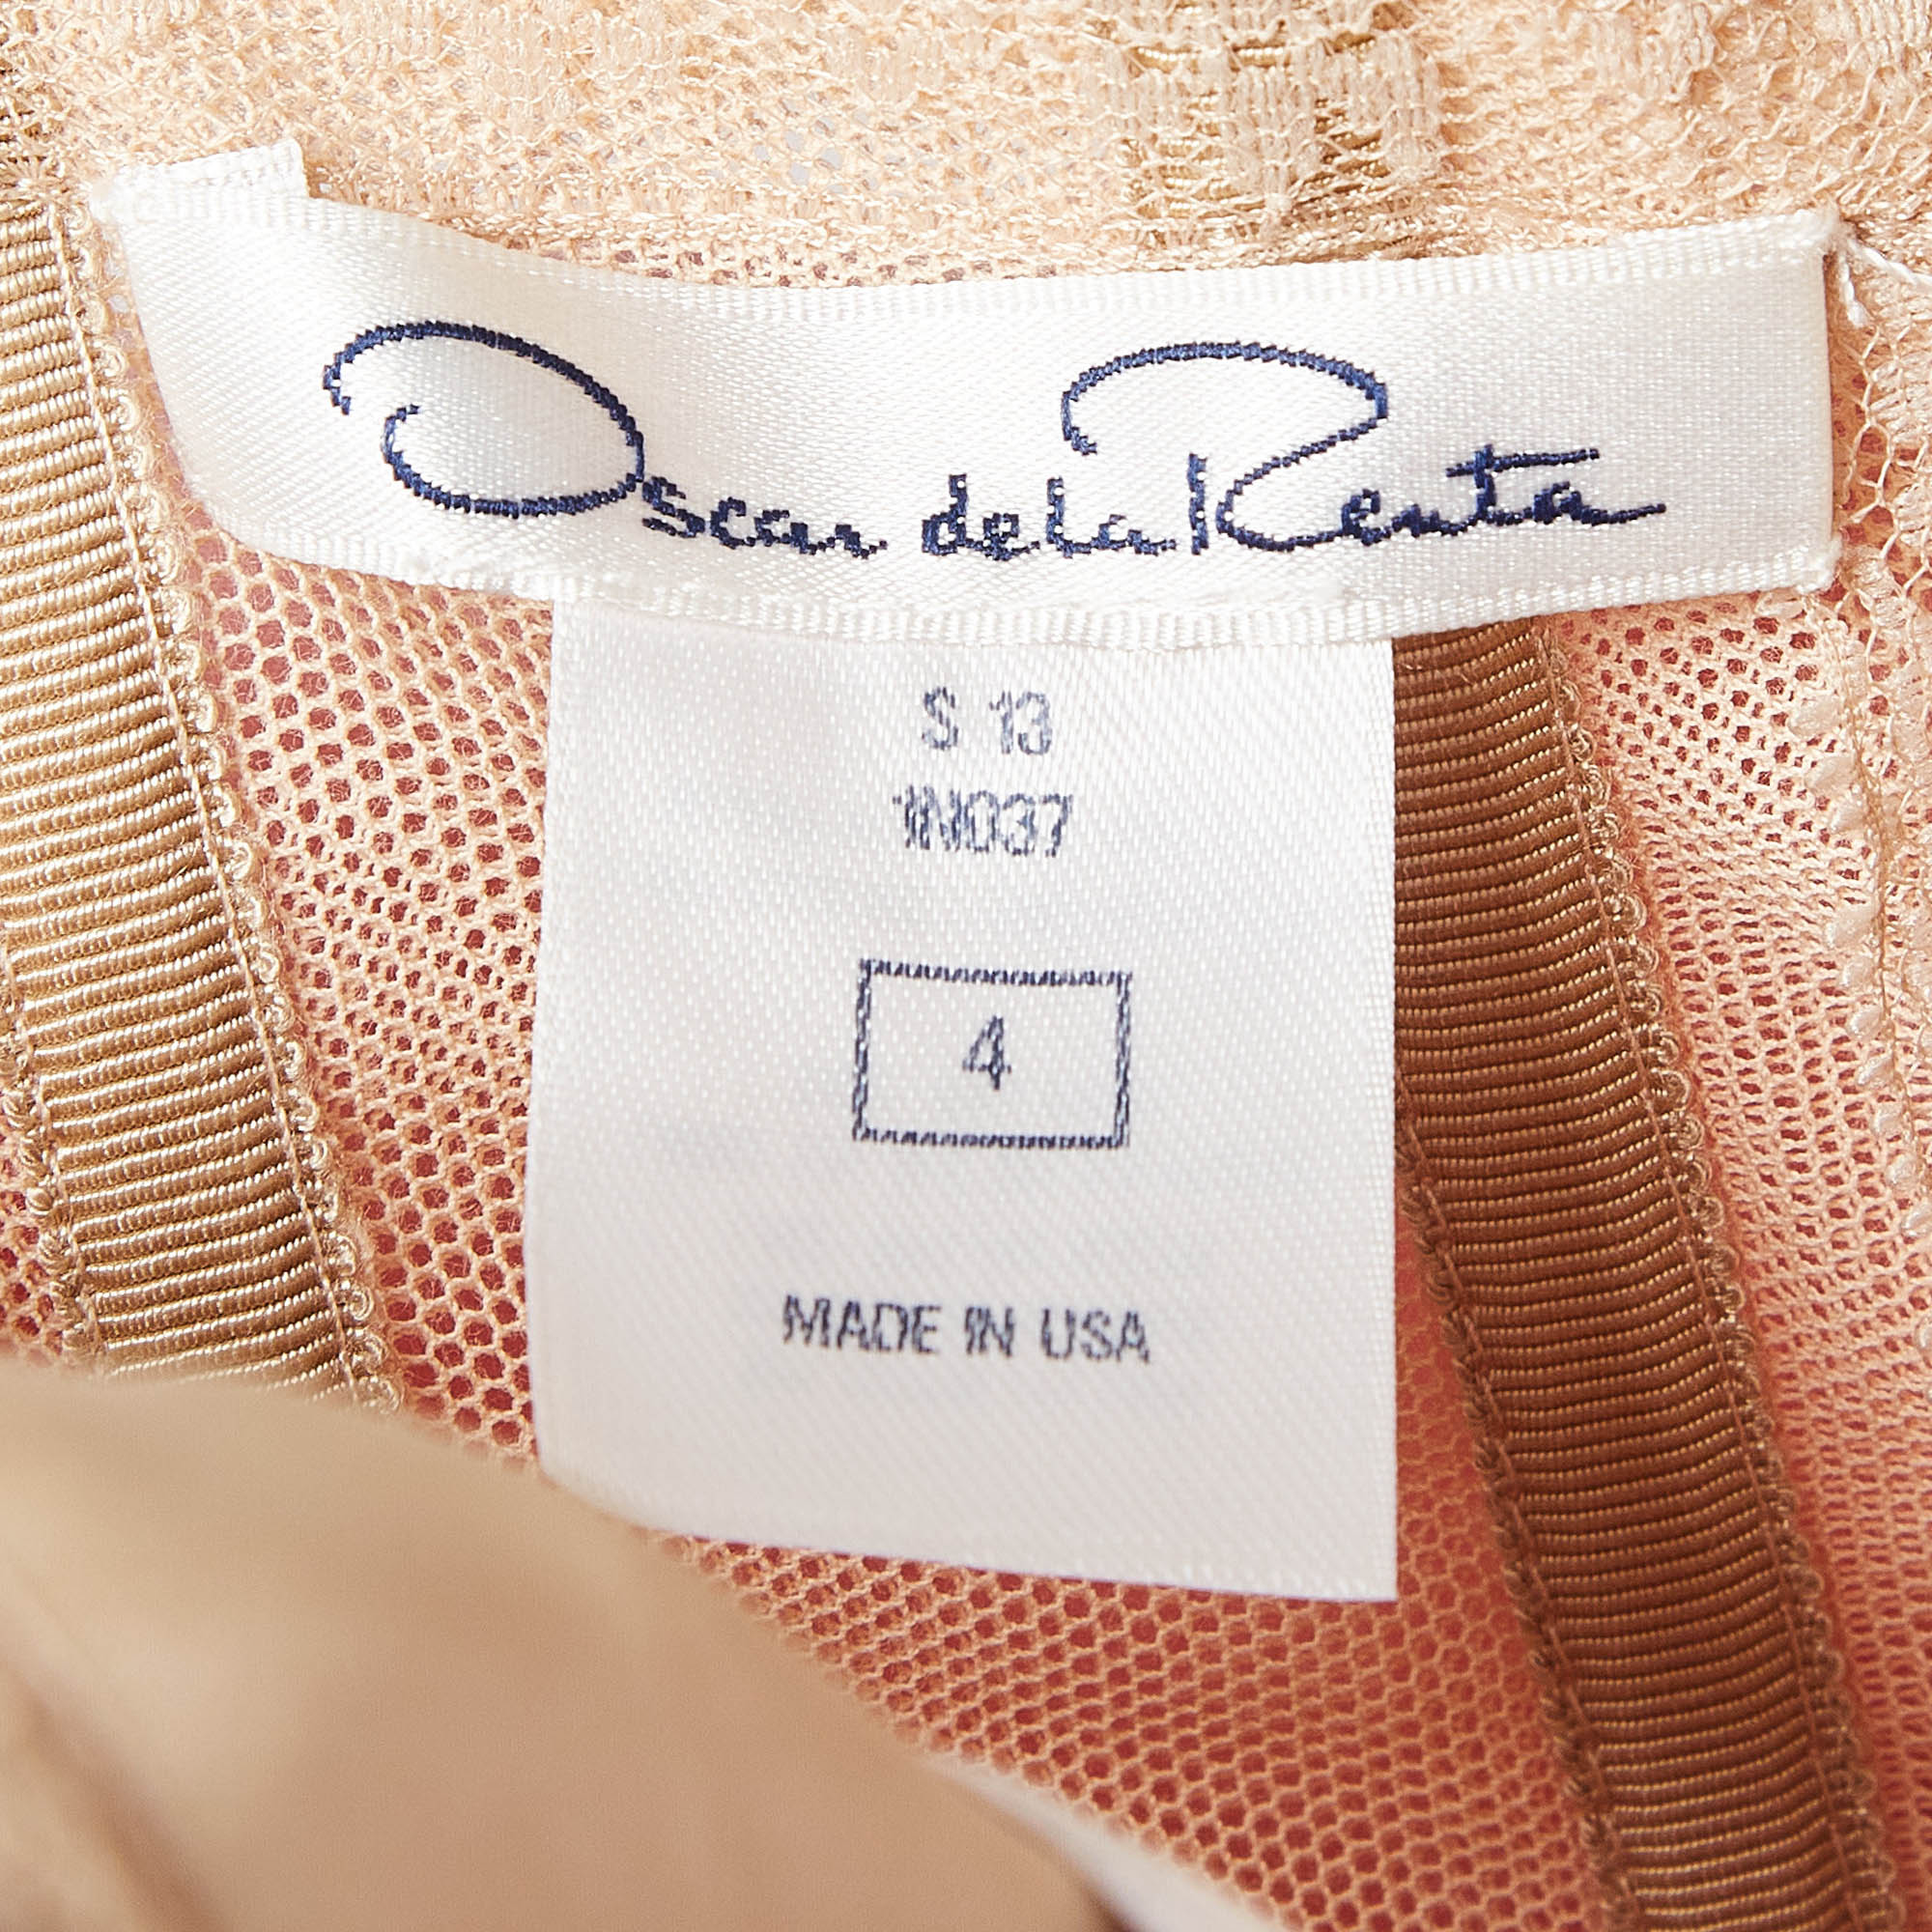 Oscar de la Renta
S 13
1N037
4
MADE IN USA